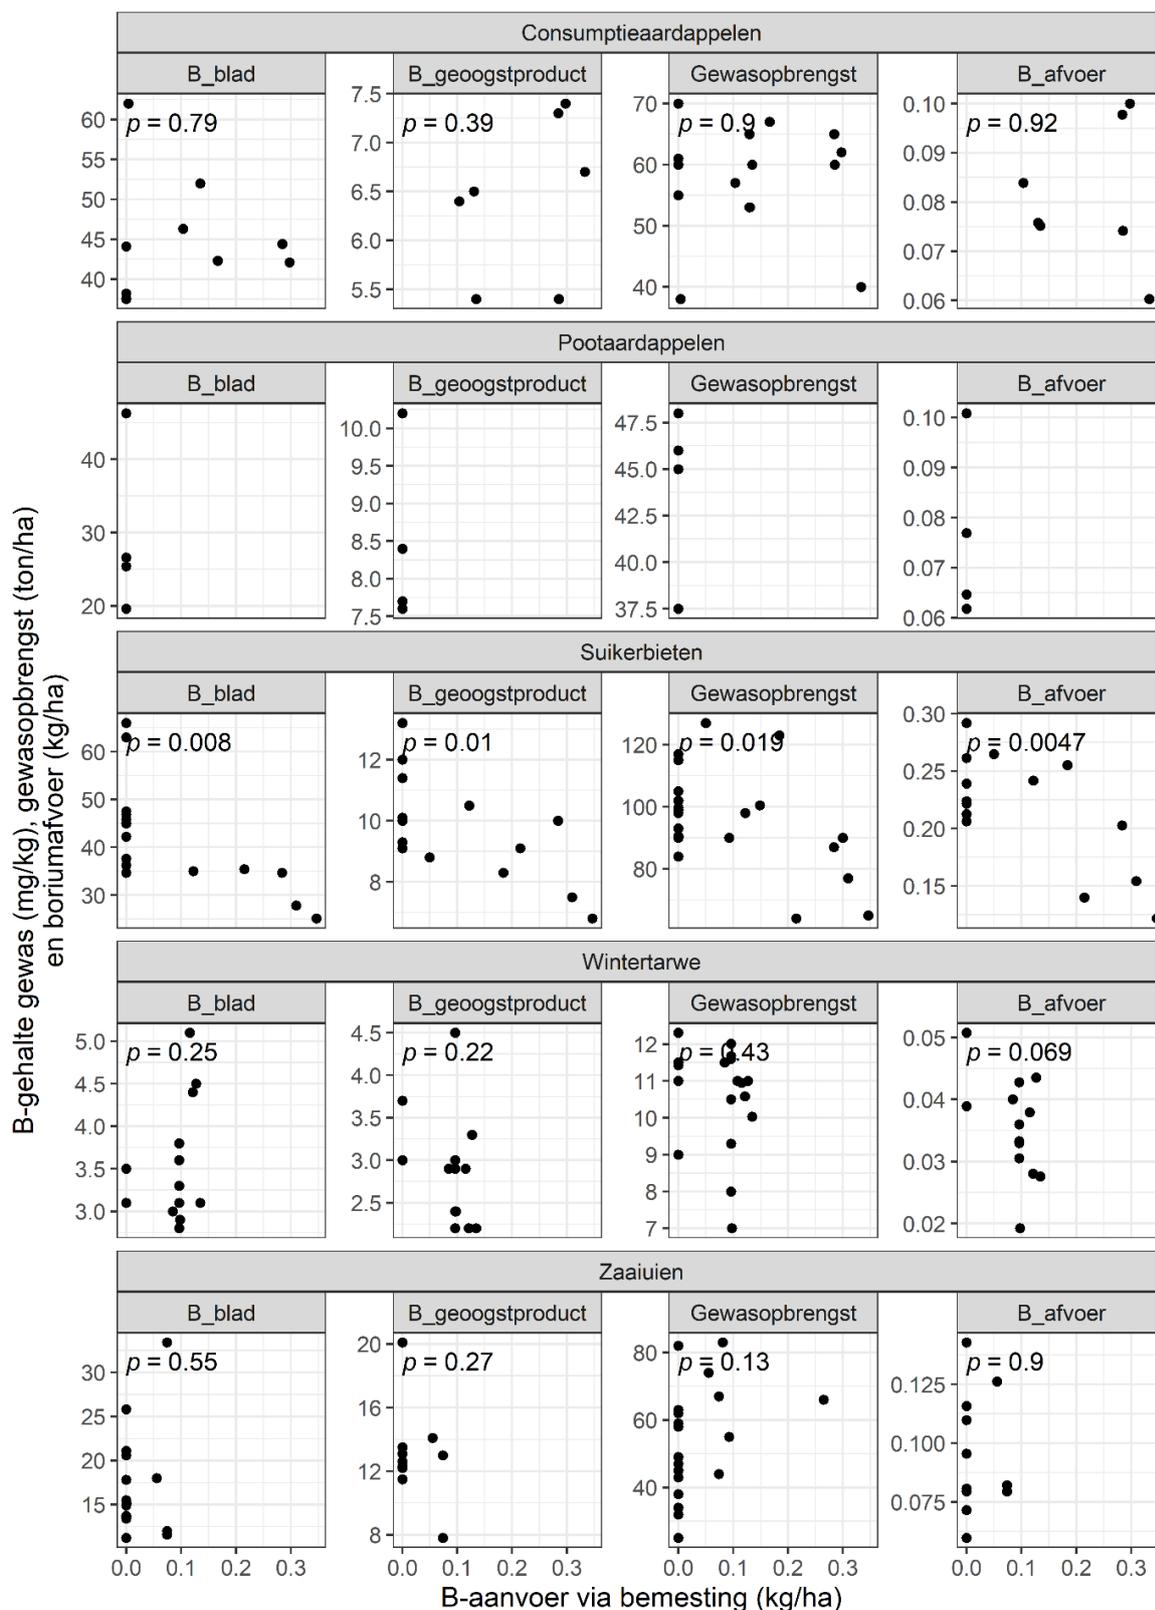 Consumptieaardappelen
B_blad B_geoogstproduct Gewasopbrengst B_afvoer
p = 0.79 p = 0.39 p = 0.9 p = 0.92
60 55 50 45 40
7.5 7.0 6.5 6.0 5.5
70 60 50 40
0.10 0.09 0.08 0.07 0.06
Pootaardappelen
B_blad B_geoogstproduct Gewasopbrengst B_afvoer
40 30 20
10.0 9.5 9.0 8.5 8.0 7.5
47.5 45.0 42.5 40.0 37.5
0.10 0.09 0.08 0.07 0.06
Suikerbieten
B_blad B_geoogstproduct Gewasopbrengst B_afvoer
p = 0.008 p = 0.01 p = 0.019 p = 0.0047
60 50 40 30
12 10 8
120 100 80
0.30 0.25 0.20 0.15
Wintertarwe
B_blad B_geoogstproduct Gewasopbrengst B_afvoer
p = 0.25 p = 0.22 p = 0.43 p = 0.069
5.0 4.5 4.0 3.5 3.0
4.5 4.0 3.5 3.0 2.5
12 11 10 9 8 7
0.05 0.04 0.03 0.02
Zaaiuien
B_blad B_geoogstproduct Gewasopbrengst B_afvoer
p = 0.55 p = 0.27 p = 0.13 p = 0.9
30 25 20 15
20 16 12 8
80 60 40
0.125 0.100 0.075
0.0 0.1 0.2 0.3 0.0 0.1 0.2 0.3 0.0 0.1 0.2 0.3 0.0 0.1 0.2 0.3
B-aanvoer via bemesting (kg/ha)
B-gehalte gewas (mg/kg), gewasopbrengst (ton/ha)
en boriumafvoer (kg/ha)